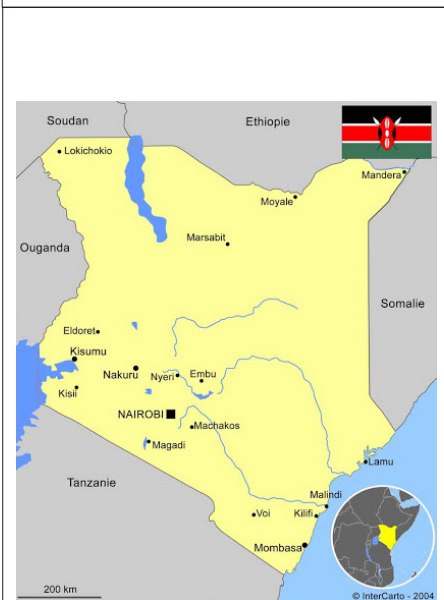 Soudan
Ethiopie
Lokichokio
Mandera
Moyale
Marsabit
Ouganda
Somalie
Eldoret
Kisumu
Nakuru
Nyeri
Embu
Kisii
NAIROBI
Machakos
Magadi
Lamu
Tanzanie
Malindi
Voi
Kilifi
Mombasa
200 km
© InterCarto - 2004